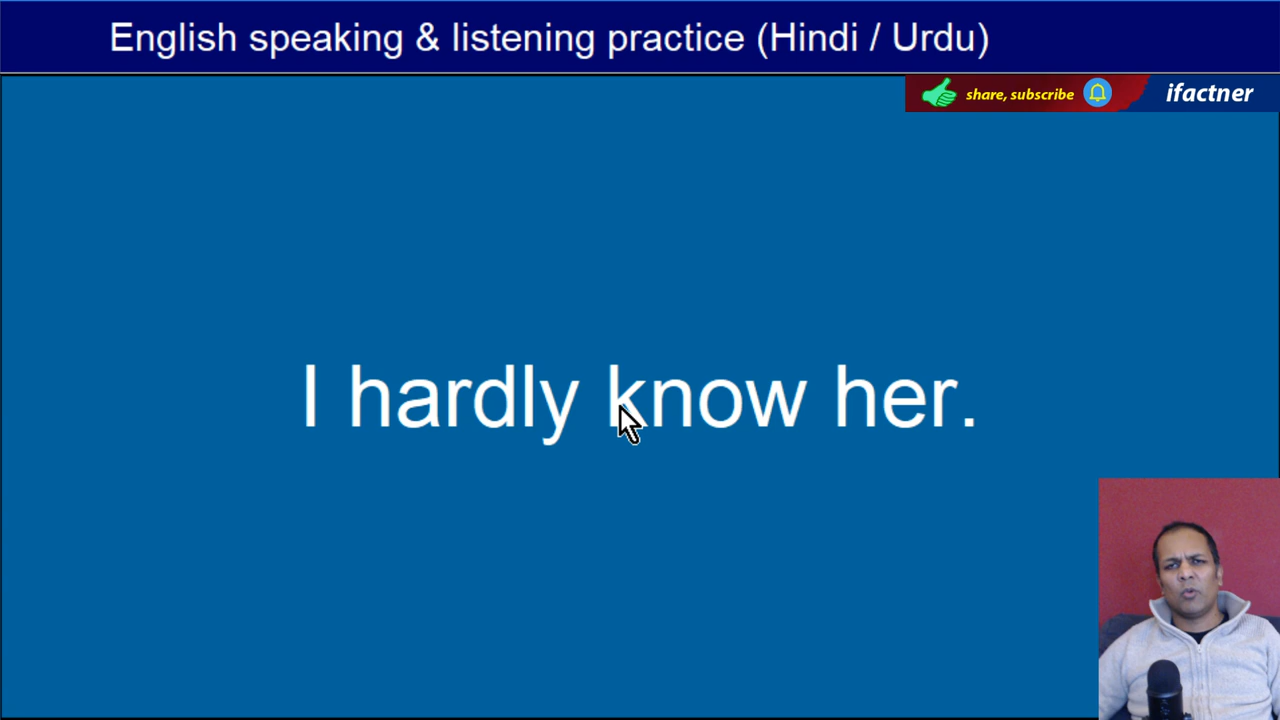 English speaking & listening practice (Hindi / Urdu)
share, subscribe
ifactner
I hardly know her.